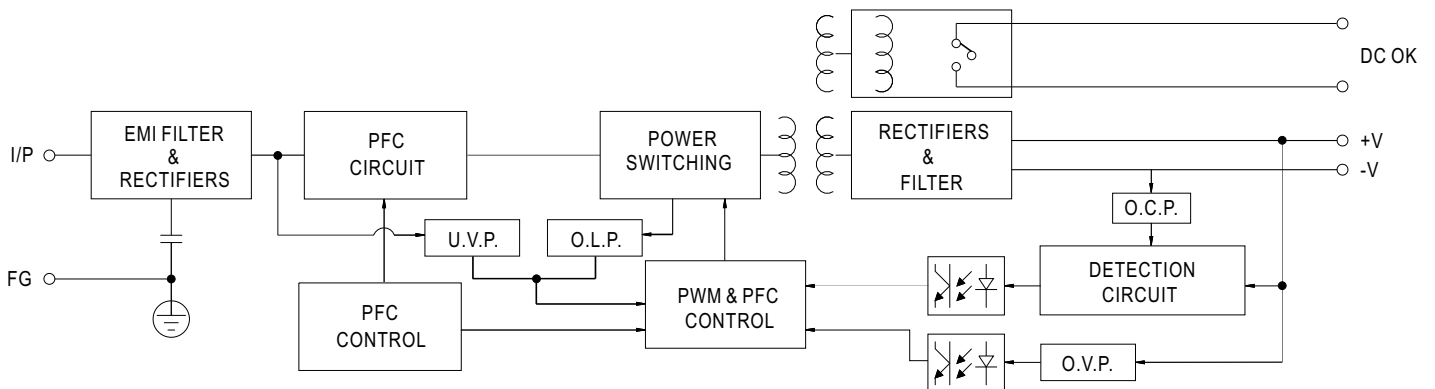 DC OK
I/P
EMI FILTER
&
RECTIFIERS
PFC
CIRCUIT
POWER
SWITCHING
RECTIFIERS
&
FILTER
+V
-V
O.C.P.
U.V.P.
O.L.P.
FG
PFC
CONTROL
PWM & PFC
CONTROL
DETECTION
CIRCUIT
O.V.P.